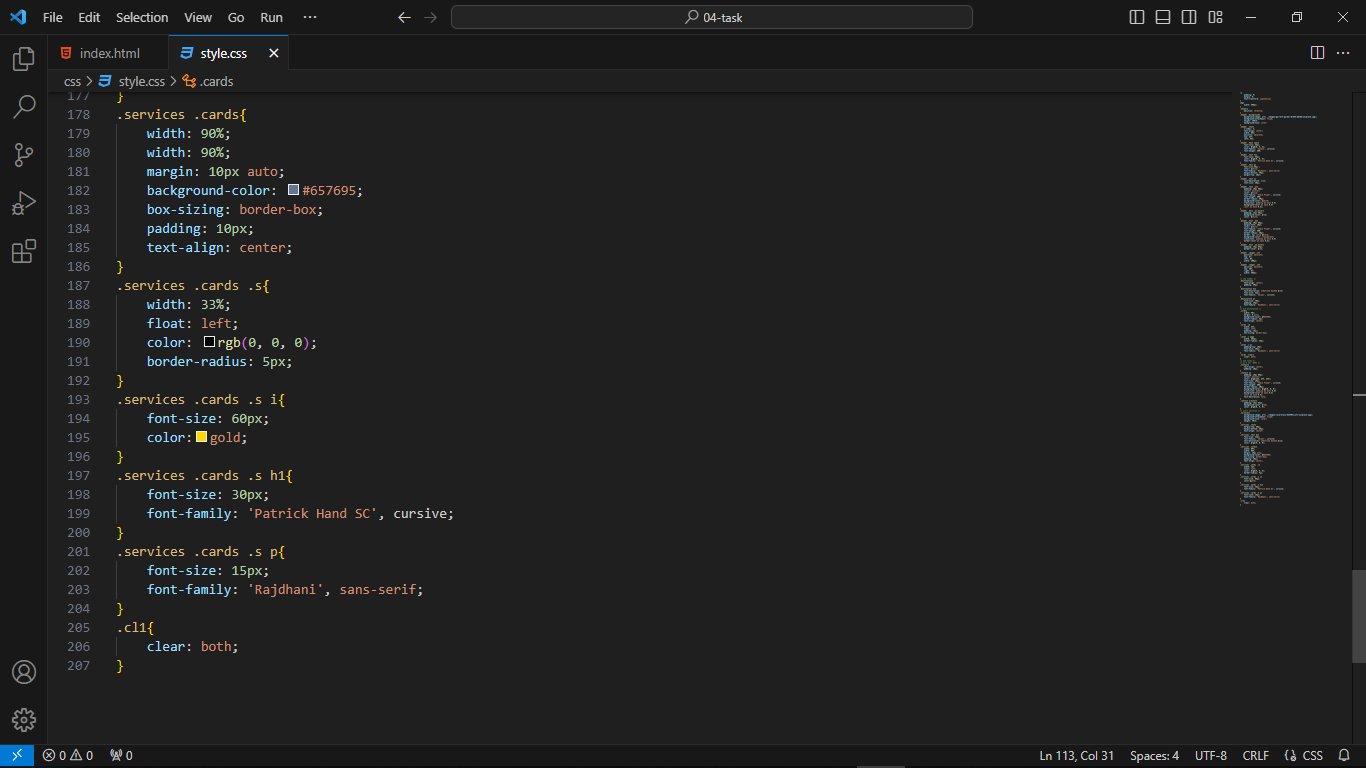 File Edit Selection View Go Run ··· 04-task
index.html style.css
css > style.css > .cards
177 }
178 .services .cards{
179 width: 90%;
180 width: 90%;
181 margin: 10px auto;
182 background-color: #657695;
183 box-sizing: border-box;
184 padding: 10px;
185 text-align: center;
186 }
187 .services .cards .s{
188 width: 33%;
189 float: left;
190 color: rgb(0, 0, 0);
191 border-radius: 5px;
192 }
193 .services .cards .s i{
194 font-size: 60px;
195 color: gold;
196 }
197 .services .cards .s h1{
198 font-size: 30px;
199 font-family: 'Patrick Hand SC', cursive;
200 }
201 .services .cards .s p{
202 font-size: 15px;
203 font-family: 'Rajdhani', sans-serif;
204 }
205 .cl1{
206 clear: both;
207 }
0 0 0 Ln 113, Col 31 Spaces: 4 UTF-8 CRLF {} CSS